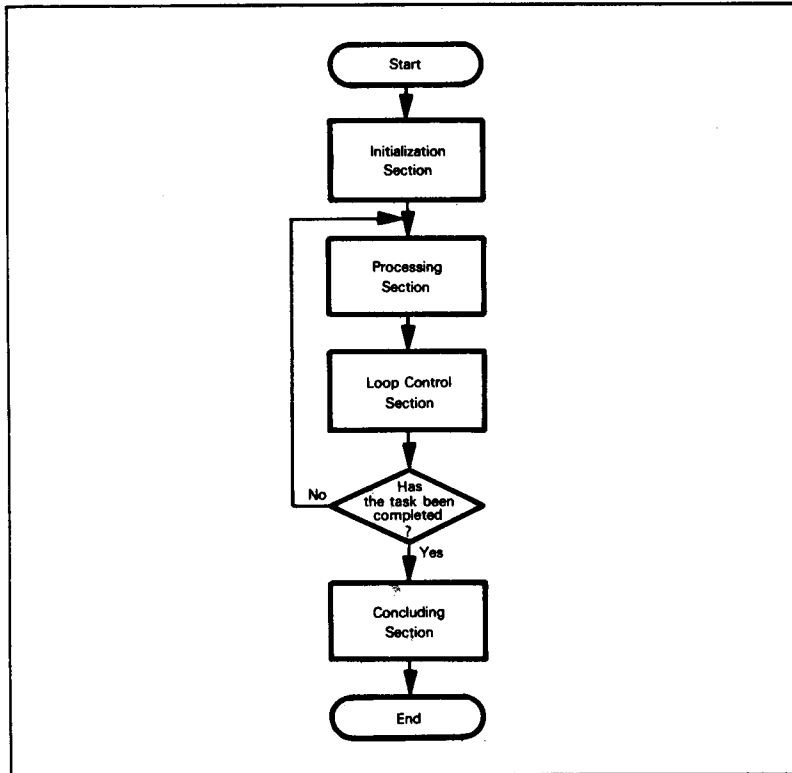 Start
Initialization
Section
Processing
Section
Loop Control
Section
Has
the task been
completed
?
No
Yes
Concluding
Section
End